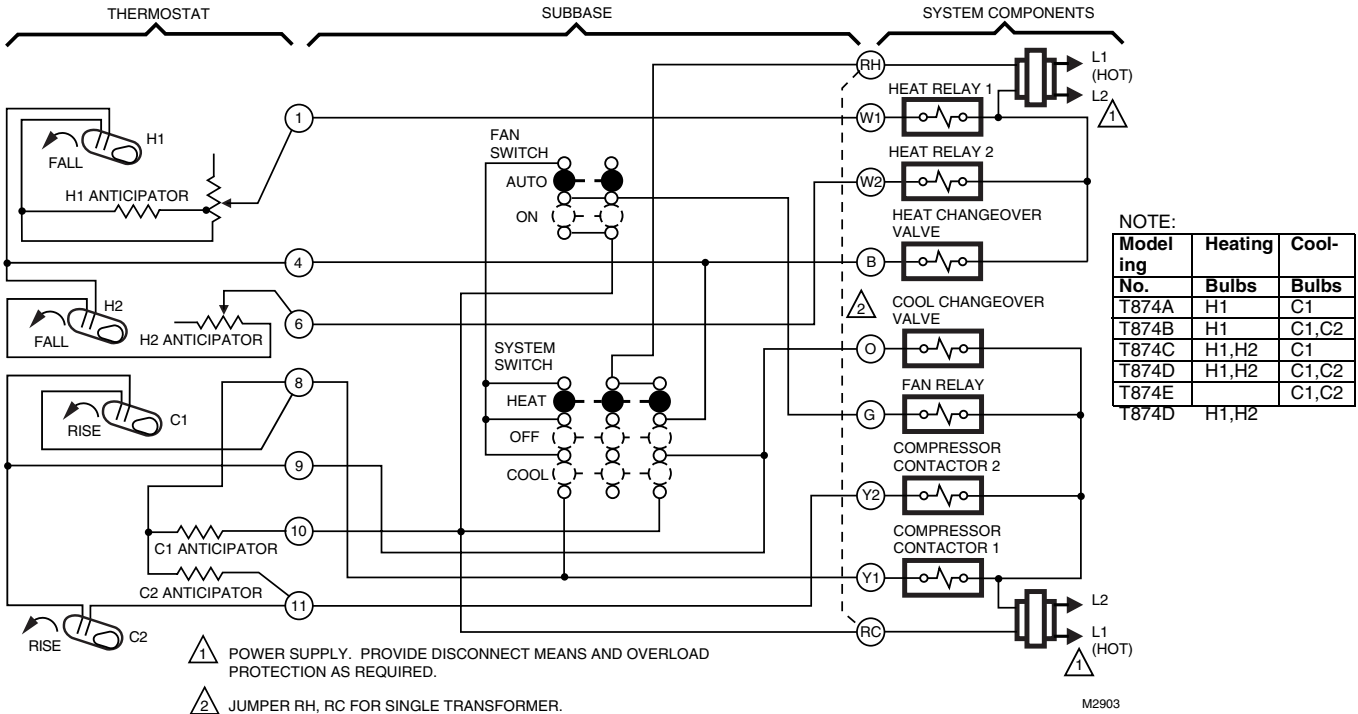 THERMOSTAT
SUBBASE
SYSTEM COMPONENTS
H1
FALL
H1 ANTICIPATOR
H2
FALL
H2 ANTICIPATOR
C1
RISE
C1 ANTICIPATOR
C2 ANTICIPATOR
C2
RISE
1
4
6
8
9
10
11
FAN
SWITCH
AUTO
ON
SYSTEM
SWITCH
HEAT
OFF
COOL
RH
W1
W2
B
2
O
G
Y2
Y1
RC
L1
(HOT)
L2
1
HEAT RELAY 1
HEAT RELAY 2
HEAT CHANGEOVER
VALVE
COOL CHANGEOVER
VALVE
FAN RELAY
COMPRESSOR
CONTACTOR 2
COMPRESSOR
CONTACTOR 1
L2
L1
(HOT)
1
NOTE:
Model Heating Cool-
ing
No. Bulbs Bulbs
T874A H1 C1
T874B H1 C1,C2
T874C H1,H2 C1
T874D H1,H2 C1,C2
T874E C1,C2
T874D H1,H2
1 POWER SUPPLY. PROVIDE DISCONNECT MEANS AND OVERLOAD
PROTECTION AS REQUIRED.
2 JUMPER RH, RC FOR SINGLE TRANSFORMER.
M2903